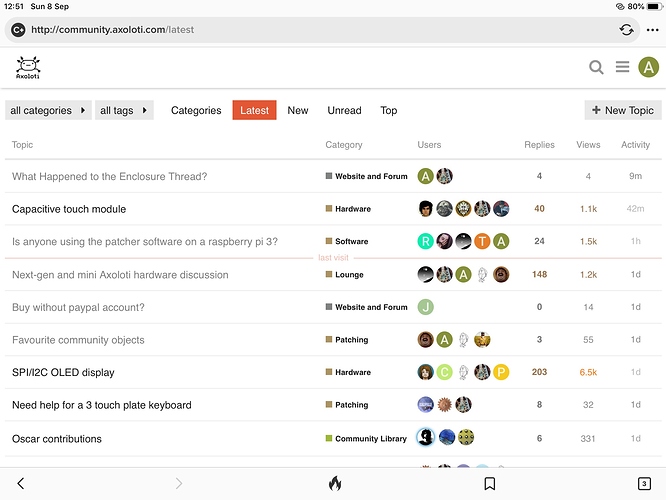 12:51 Sun 8 Sep 80%
C+ http://community.axoloti.com/latest
Axoloti A
all categories all tags Categories Latest New Unread Top + New Topic
Topic Category Users Replies Views Activity
What Happened to the Enclosure Thread? Website and Forum A 4 4 9m
Capacitive touch module Hardware 40 1.1k 42m
Is anyone using the patcher software on a raspberry pi 3? Software R T A 24 1.5k 1h
last visit
Next-gen and mini Axoloti hardware discussion Lounge A 148 1.2k 1d
Buy without paypal account? Website and Forum J 0 14 1d
Favourite community objects Patching A 3 55 1d
SPI/I2C OLED display Hardware C P 203 6.5k 1d
Need help for a 3 touch plate keyboard Patching 8 32 1d
Oscar contributions Community Library 6 331 1d
3